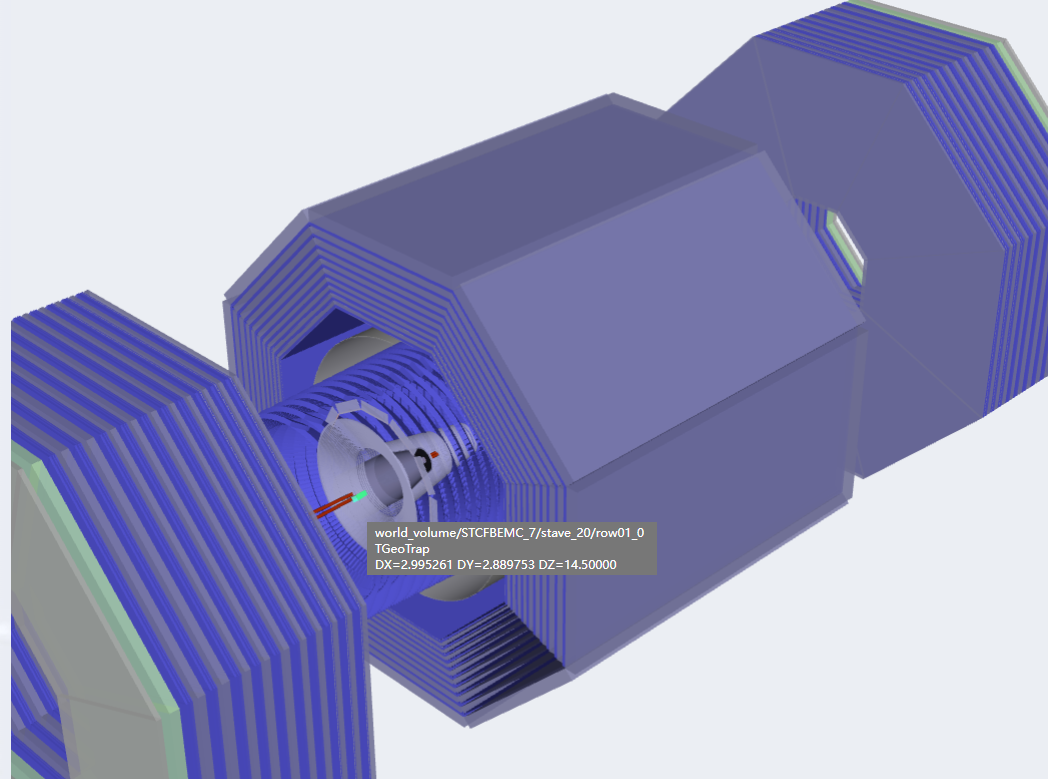 world_volume/STCFBEMC_7/stave_20/row01_0
TGeoTrap
DX=2.995261 DY=2.889753 DZ=14.50000